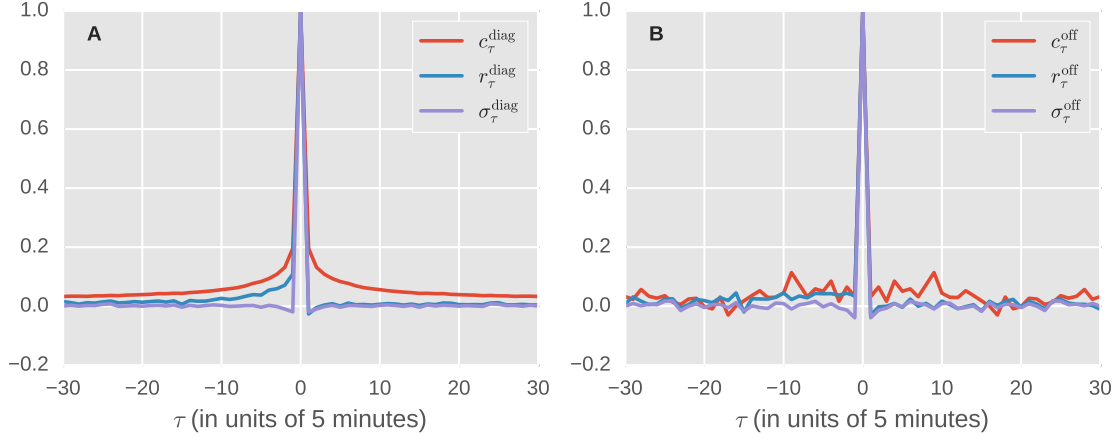 A
c_τ^diag
r_τ^diag
σ_τ^diag
1.0
0.8
0.6
0.4
0.2
0.0
−0.2
−30
−20
−10
0
10
20
30
τ (in units of 5 minutes)
B
c_τ^off
r_τ^off
σ_τ^off
1.0
0.8
0.6
0.4
0.2
0.0
−0.2
−30
−20
−10
0
10
20
30
τ (in units of 5 minutes)